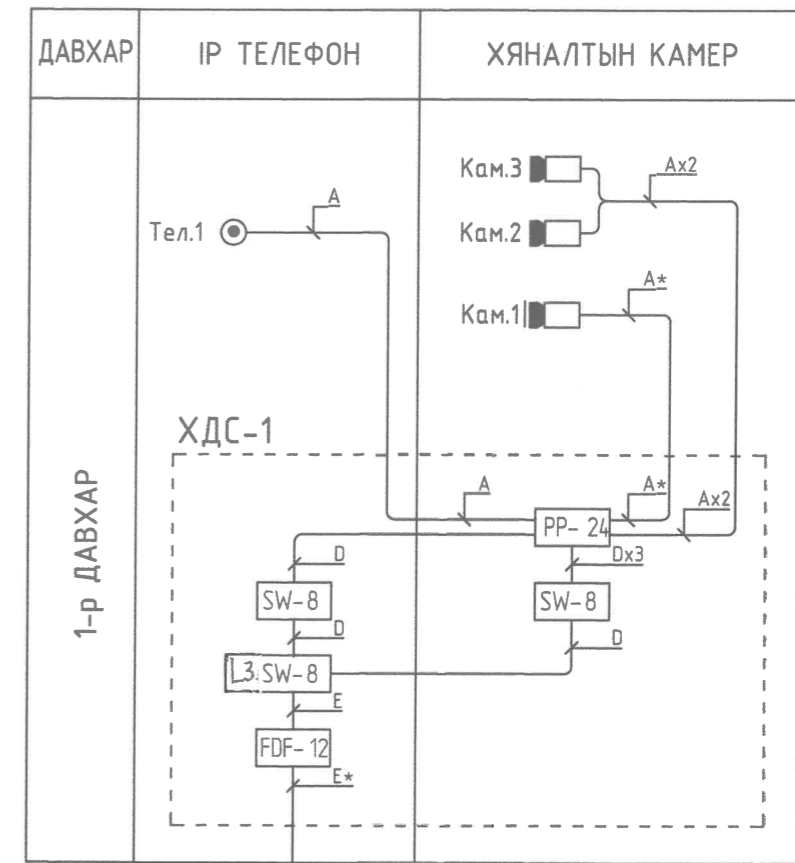 ДАВХАР
IP ТЕЛЕФОН
ХЯНАЛТЫН КАМЕР
Кам.3
Ax2
A
Тел.1
Кам.2
A*
Кам.1
ХДС-1
1-р ДАВХАР
A
PP- 24
A*
Ax2
D
Dx3
SW-8
SW-8
D
D
L3.SW-8
E
FDF-12
E*